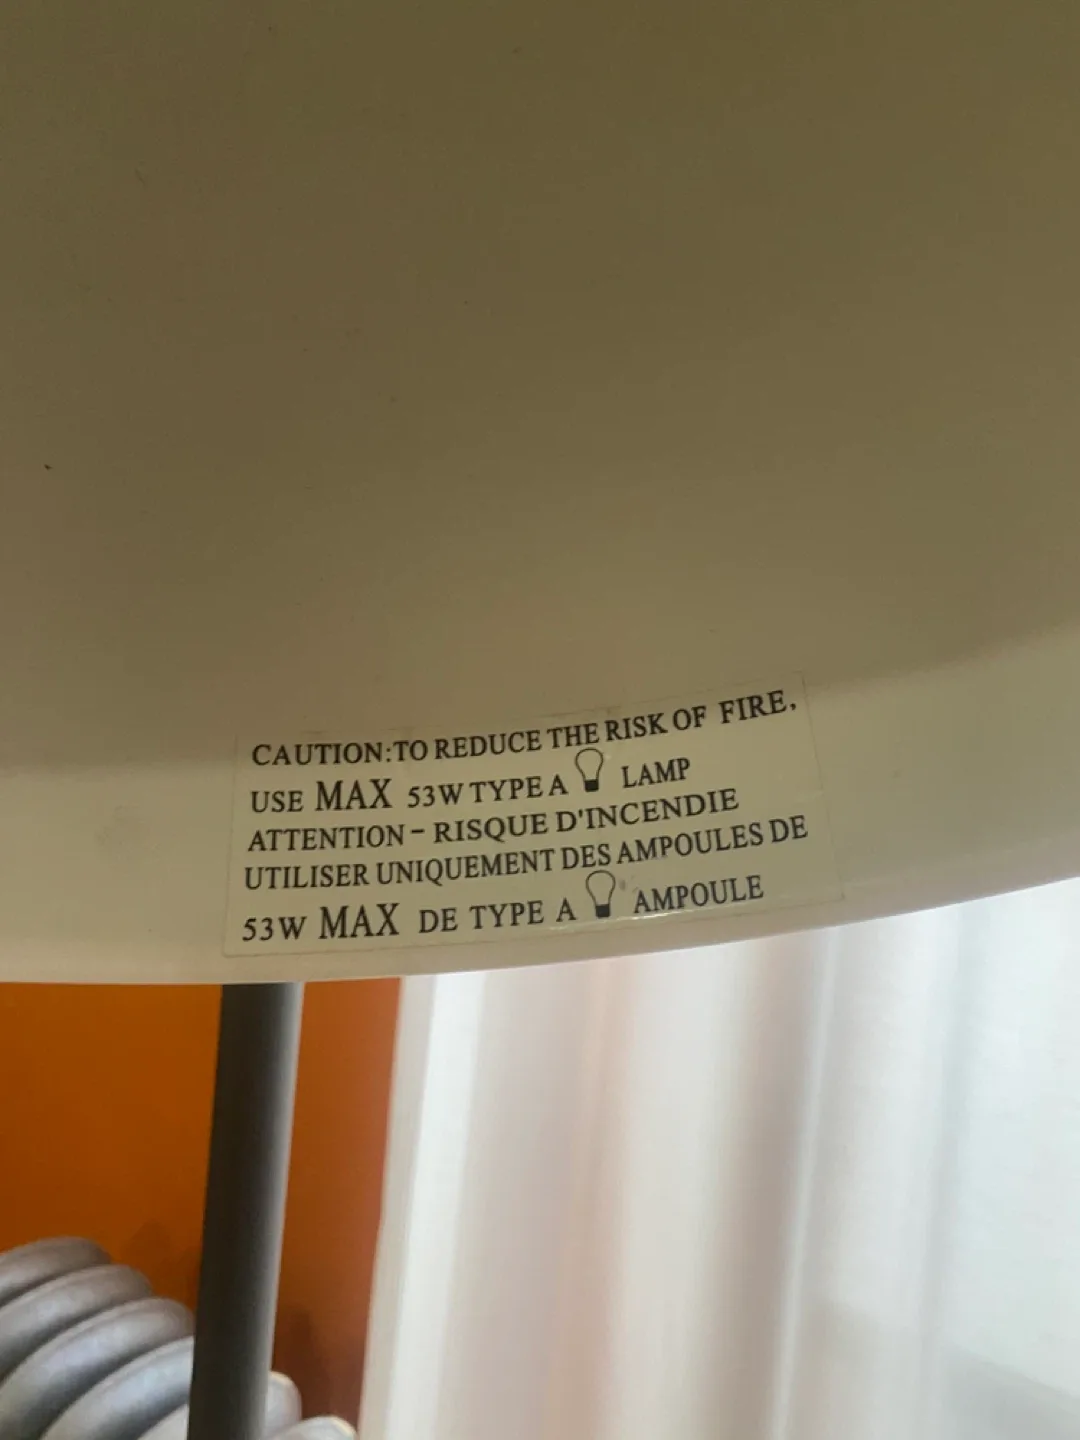 CAUTION:TO REDUCE THE RISK OF FIRE,
USE MAX 53W TYPE A LAMP
ATTENTION - RISQUE D'INCENDIE
UTILISER UNIQUEMENT DES AMPOULES DE
53W MAX DE TYPE A AMPOULE